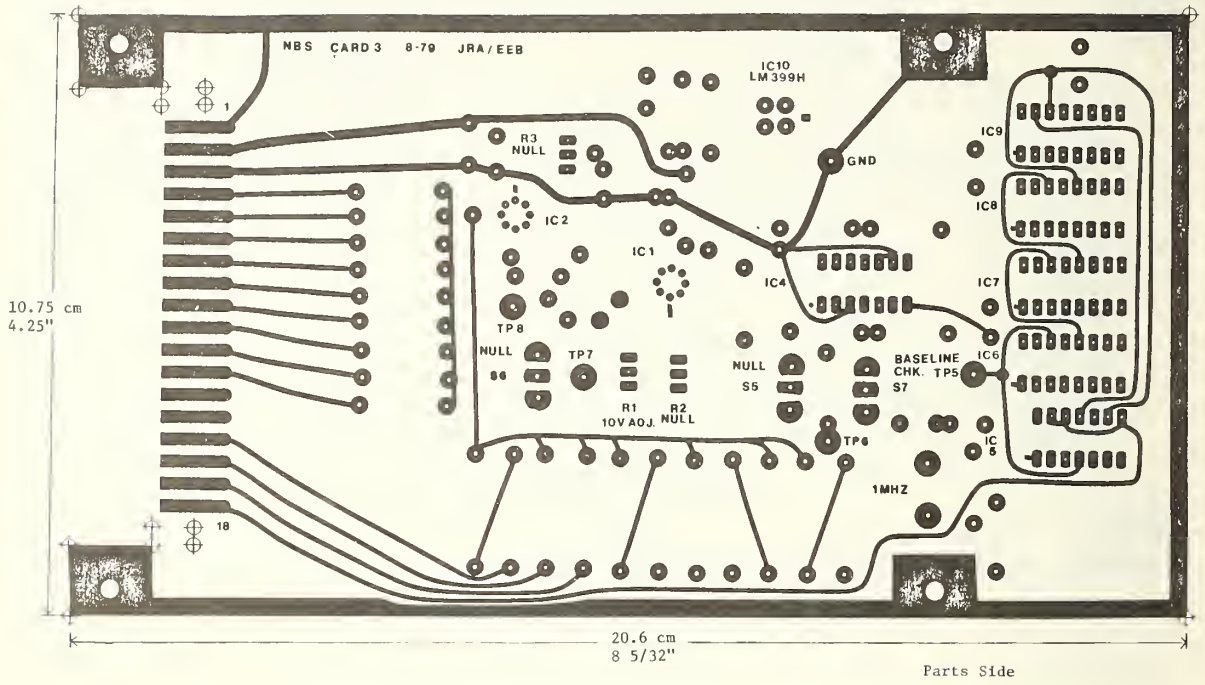 NBS CARD 3 8-79 JRA/EEB
IC10
LM399H
1
R3
NULL
IC9
GND
IC8
IC2
IC1
IC4
IC7
10.75 cm
4.25"
TP8
NULL
TP7
NULL
BASELINE
CHK. TP5
IC6
S6
S5
S7
R1
R2
10V ADJ.
NULL
TP6
IC
5
1MHZ
18
20.6 cm
8 5/32"
Parts Side